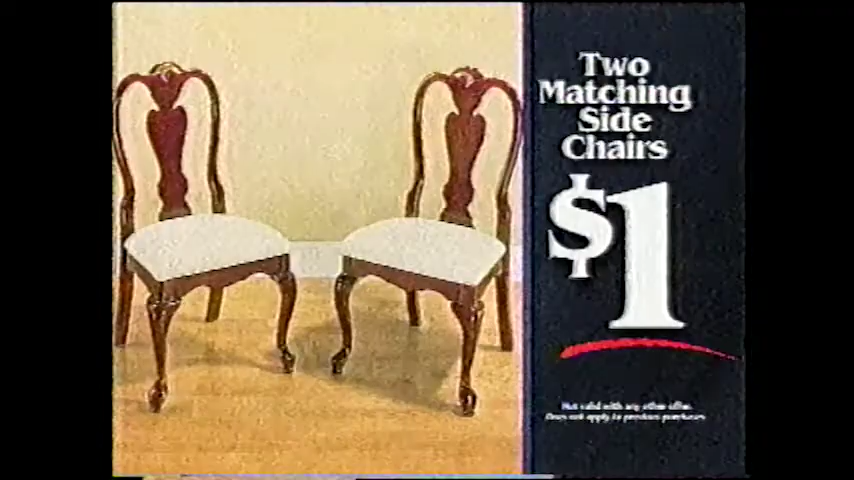 Two
Matching
Side
Chairs
$1
Not valid with any other offer.
Does not apply to previous purchases